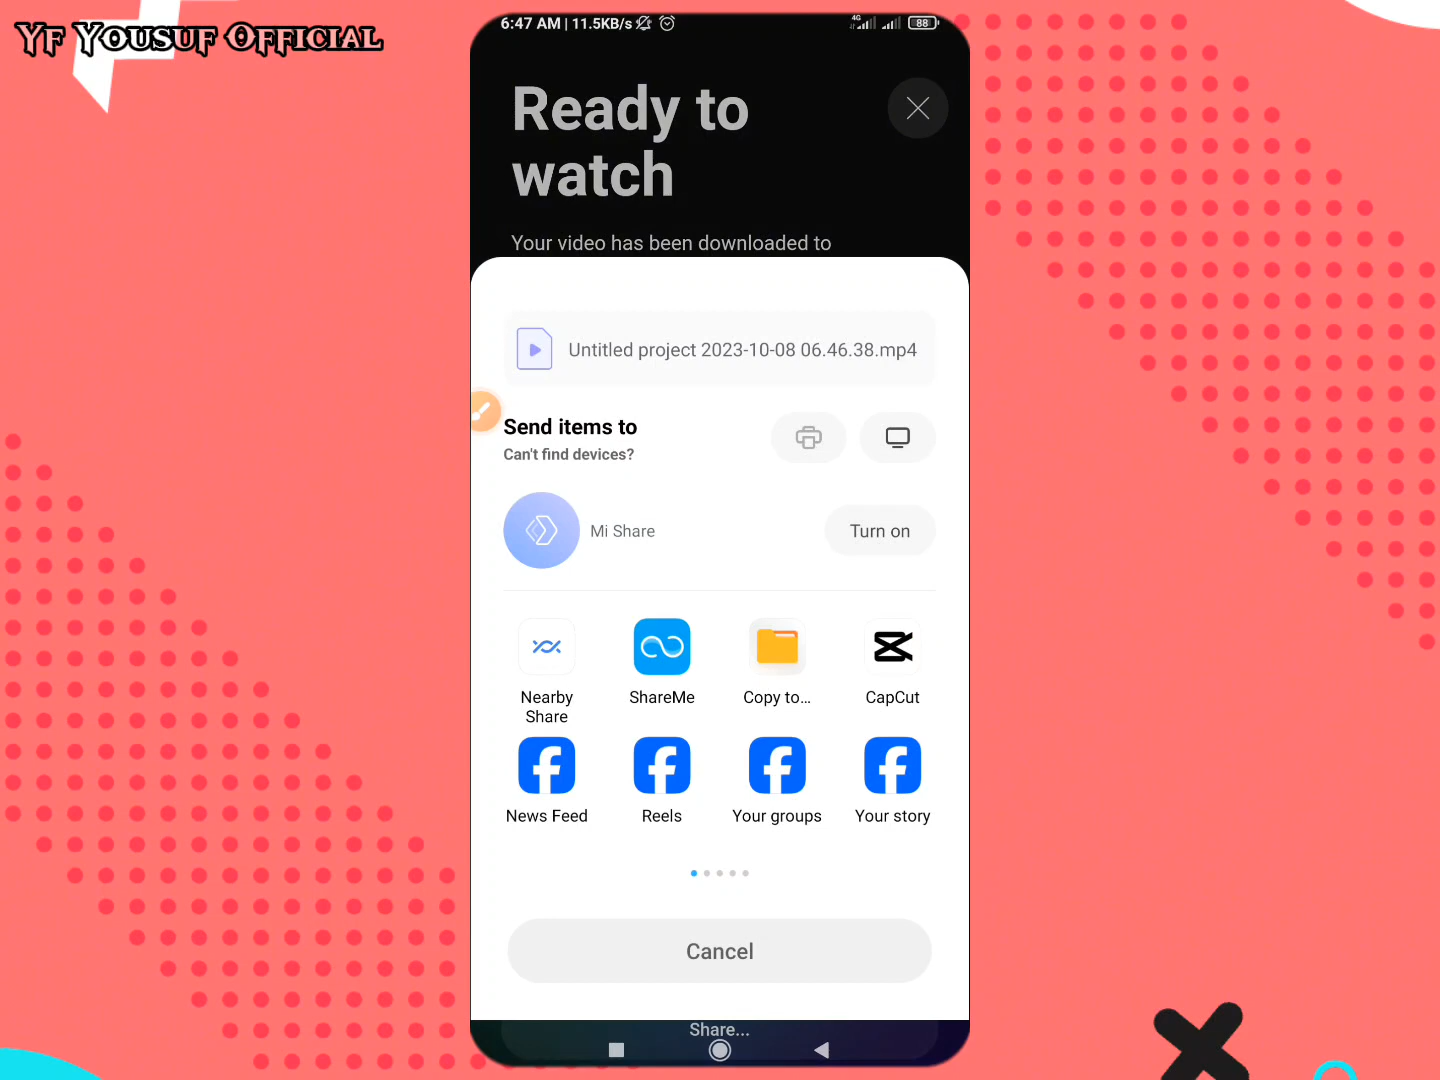 YF YOUSUF OFFICIAL
6:47 AM | 11.5KB/s
4G
88
Ready to
watch
Your video has been downloaded to
Untitled project 2023-10-08 06.46.38.mp4
Send items to
Can't find devices?
Mi Share
Turn on
Nearby
Share
ShareMe
Copy to...
CapCut
News Feed
Reels
Your groups
Your story
Cancel
Share...